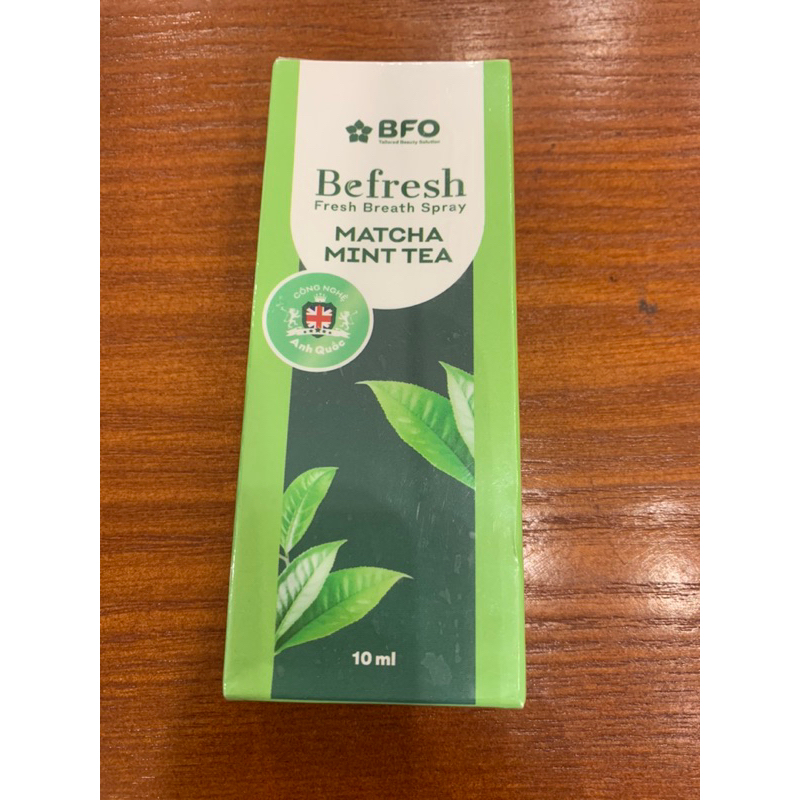 BFO
Tailored Beauty Solution
Befresh
Fresh Breath Spray
MATCHA
MINT TEA
CÔNG NGHỆ
Anh Quốc
10 ml